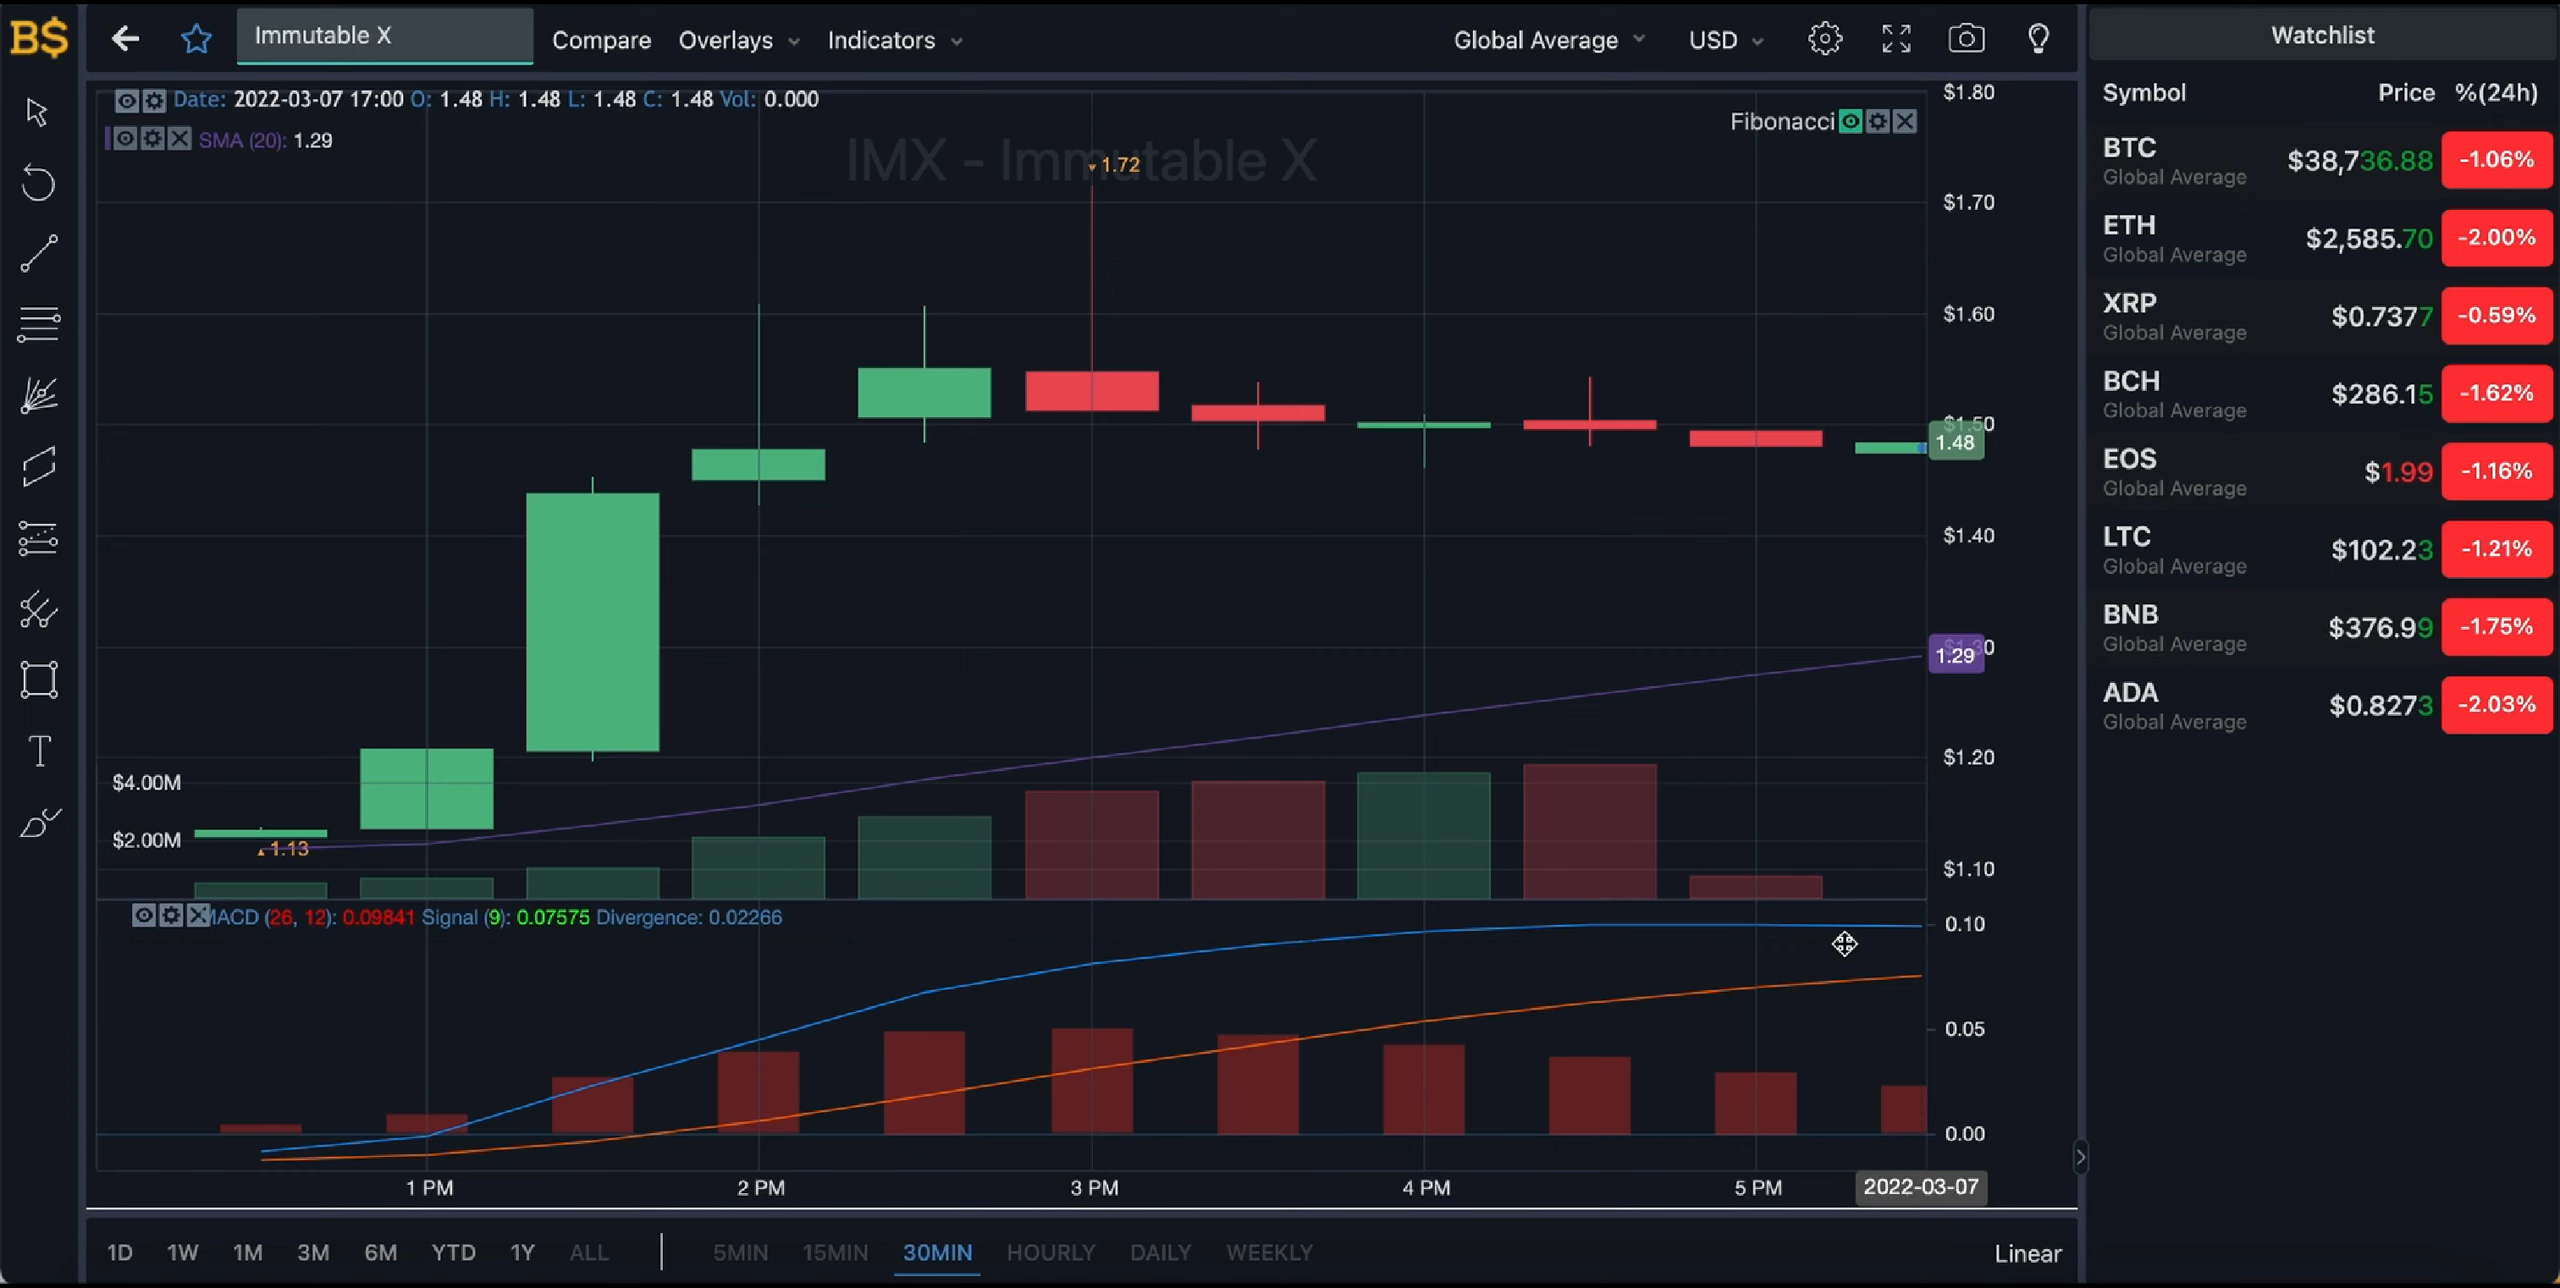 B$
Immutable X
Compare
Overlays
Indicators
Global Average
USD
Watchlist
Date: 2022-03-07 17:00 O: 1.48 H: 1.48 L: 1.48 C: 1.48 Vol: 0.000
SMA (20): 1.29
Fibonacci
IMX - Immutable X
1.72
1.13
$1.80
$1.70
$1.60
$1.50
1.48
$1.40
1.29
$1.20
$1.10
$4.00M
$2.00M
MACD (26, 12): 0.09841 Signal (9): 0.07575 Divergence: 0.02266
0.10
0.05
0.00
1 PM
2 PM
3 PM
4 PM
5 PM
2022-03-07
1D 1W 1M 3M 6M YTD 1Y ALL
5MIN 15MIN 30MIN HOURLY DAILY WEEKLY
Linear
Symbol Price %(24h)
BTC $38,736.88 -1.06%
Global Average
ETH $2,585.70 -2.00%
Global Average
XRP $0.7377 -0.59%
Global Average
BCH $286.15 -1.62%
Global Average
EOS $1.99 -1.16%
Global Average
LTC $102.23 -1.21%
Global Average
BNB $376.99 -1.75%
Global Average
ADA $0.8273 -2.03%
Global Average